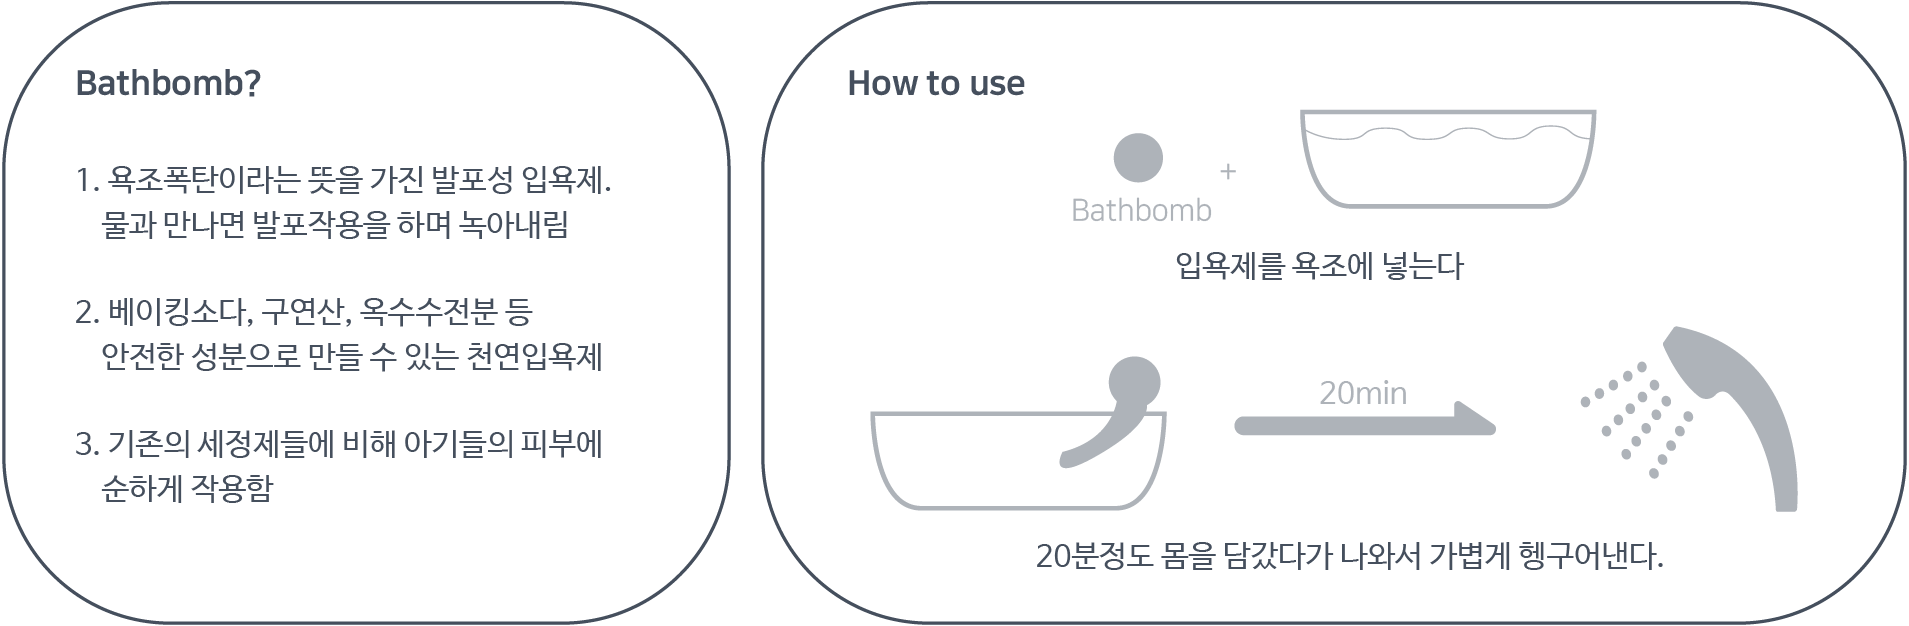 Bathbomb?
1. 욕조폭탄이라는 뜻을 가진 발포성 입욕제.
물과 만나면 발포작용을 하며 녹아내림
2. 베이킹소다, 구연산, 옥수수전분 등
안전한 성분으로 만들 수 있는 천연입욕제
3. 기존의 세정제들에 비해 아기들의 피부에
순하게 작용함
How to use
+
Bathbomb
입욕제를 욕조에 넣는다
20min
20분정도 몸을 담갔다가 나와서 가볍게 헹구어낸다.